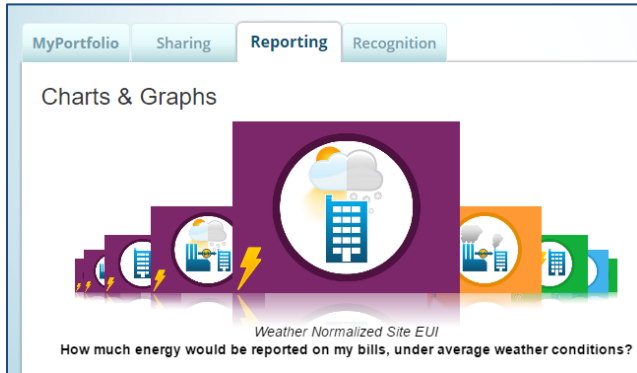 MyPortfolio Sharing Reporting Recognition
Charts & Graphs
Weather Normalized Site EUI
How much energy would be reported on my bills, under average weather conditions?